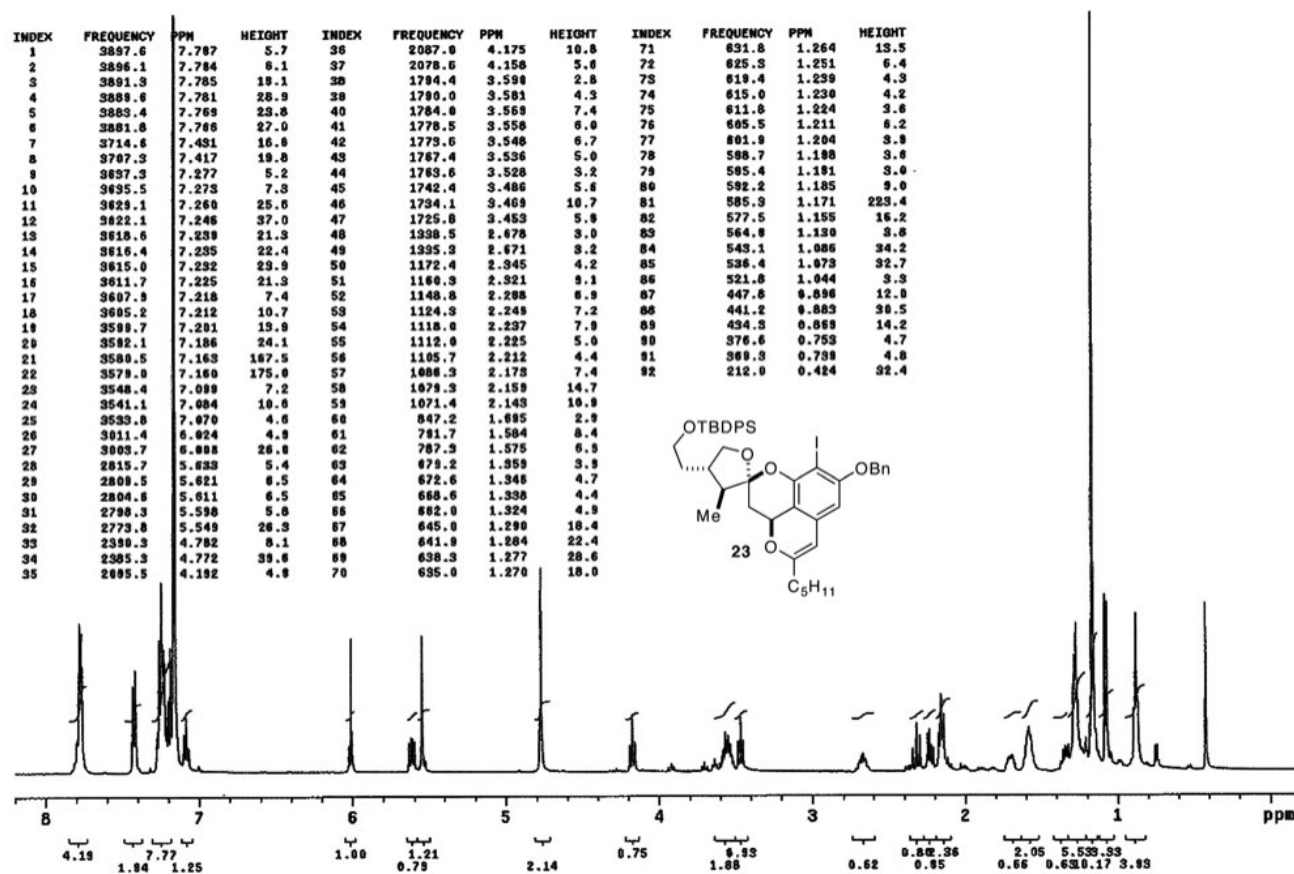 INDEX FREQUENCY PPM HEIGHT INDEX FREQUENCY PPM HEIGHT INDEX FREQUENCY PPM HEIGHT
1 3897.6 7.787 5.7 36 2087.0 4.175 10.8 71 631.8 1.264 13.5
2 3896.1 7.784 6.1 37 2078.6 4.158 5.6 72 625.3 1.251 6.4
3 3891.3 7.775 19.1 38 1794.4 3.590 2.8 73 619.4 1.239 4.3
4 3889.6 7.781 28.9 39 1790.0 3.581 4.3 74 615.0 1.230 4.2
5 3883.4 7.769 23.8 40 1784.0 3.569 7.4 75 611.8 1.224 3.6
6 3881.8 7.766 27.0 41 1778.5 3.558 6.0 76 605.5 1.211 6.2
7 3714.6 7.431 16.6 42 1773.6 3.548 6.7 77 601.9 1.204 3.9
8 3707.3 7.417 19.8 43 1767.4 3.536 5.0 78 598.7 1.198 3.6
9 3637.3 7.277 5.2 44 1763.6 3.528 3.2 79 595.4 1.191 3.0
10 3635.5 7.273 7.3 45 1742.4 3.486 5.6 80 592.2 1.185 9.0
11 3629.1 7.260 25.6 46 1734.1 3.469 10.7 81 585.3 1.171 223.4
12 3622.1 7.246 37.0 47 1725.8 3.453 5.9 82 577.5 1.155 16.2
13 3618.6 7.239 21.3 48 1338.5 2.678 3.0 83 564.9 1.130 3.8
14 3616.4 7.235 22.4 49 1335.3 2.671 3.2 84 543.1 1.086 34.2
15 3615.0 7.232 23.9 50 1172.4 2.345 4.2 85 536.4 1.073 32.7
16 3611.7 7.225 21.3 51 1160.3 2.321 9.1 86 521.8 1.044 3.3
17 3607.9 7.218 7.4 52 1148.8 2.298 6.9 87 447.8 0.896 12.0
18 3605.2 7.212 10.7 53 1124.3 2.249 7.2 88 441.2 0.883 30.5
19 3599.7 7.201 13.9 54 1118.0 2.237 7.9 89 434.3 0.869 14.2
20 3592.1 7.186 24.1 55 1112.0 2.225 5.0 90 376.6 0.753 4.7
21 3580.5 7.163 167.5 56 1105.7 2.212 4.4 91 369.3 0.739 4.8
22 3579.0 7.160 175.0 57 1086.3 2.173 7.4 92 212.0 0.424 32.4
23 3548.4 7.099 7.2 58 1079.3 2.159 14.7
24 3541.1 7.084 10.6 59 1071.4 2.143 10.9
25 3533.8 7.070 4.6 60 847.2 1.695 2.9
26 3011.4 6.024 4.9 61 791.7 1.584 8.4
27 3003.7 6.008 26.0 62 787.3 1.575 6.9
28 2815.7 5.633 5.4 63 679.2 1.359 3.9
29 2809.5 5.621 6.5 64 672.6 1.346 4.7
30 2804.6 5.611 6.5 65 668.6 1.338 4.4
31 2798.3 5.598 5.8 66 662.0 1.324 4.9
32 2773.8 5.549 26.3 67 645.0 1.290 18.4
33 2390.3 4.782 8.1 68 641.9 1.284 22.4
34 2385.3 4.772 39.6 69 638.3 1.277 28.6
35 2095.5 4.192 4.9 70 635.0 1.270 18.0
OTBDPS
I
O O OBn
Me
O
23
C5H11
8 7 6 5 4 3 2 1 ppm
4.19 7.77 1.00 1.21 2.14 0.75 0.62 2.36 2.05 5.53
1.94 1.25 0.79 1.88 0.95 0.66 0.63 10.17 3.93